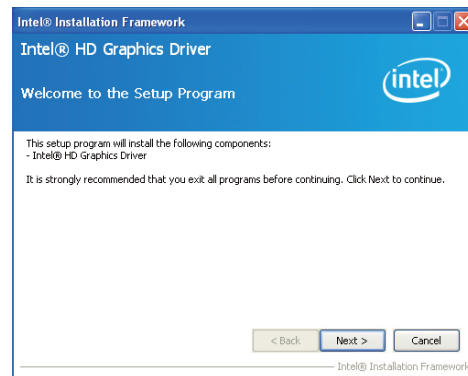 Intel® Installation Framework
Intel® HD Graphics Driver
intel
Welcome to the Setup Program
This setup program will install the following components:
- Intel® HD Graphics Driver
It is strongly recommended that you exit all programs before continuing. Click Next to continue.
< Back
Next >
Cancel
Intel® Installation Framework